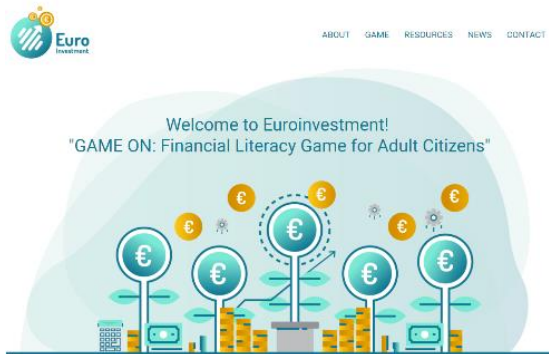 Euro
Investment
ABOUT GAME RESOURCES NEWS CONTACT
Welcome to Euroinvestment!
"GAME ON: Financial Literacy Game for Adult Citizens"
€ € € € €
€ € € € €